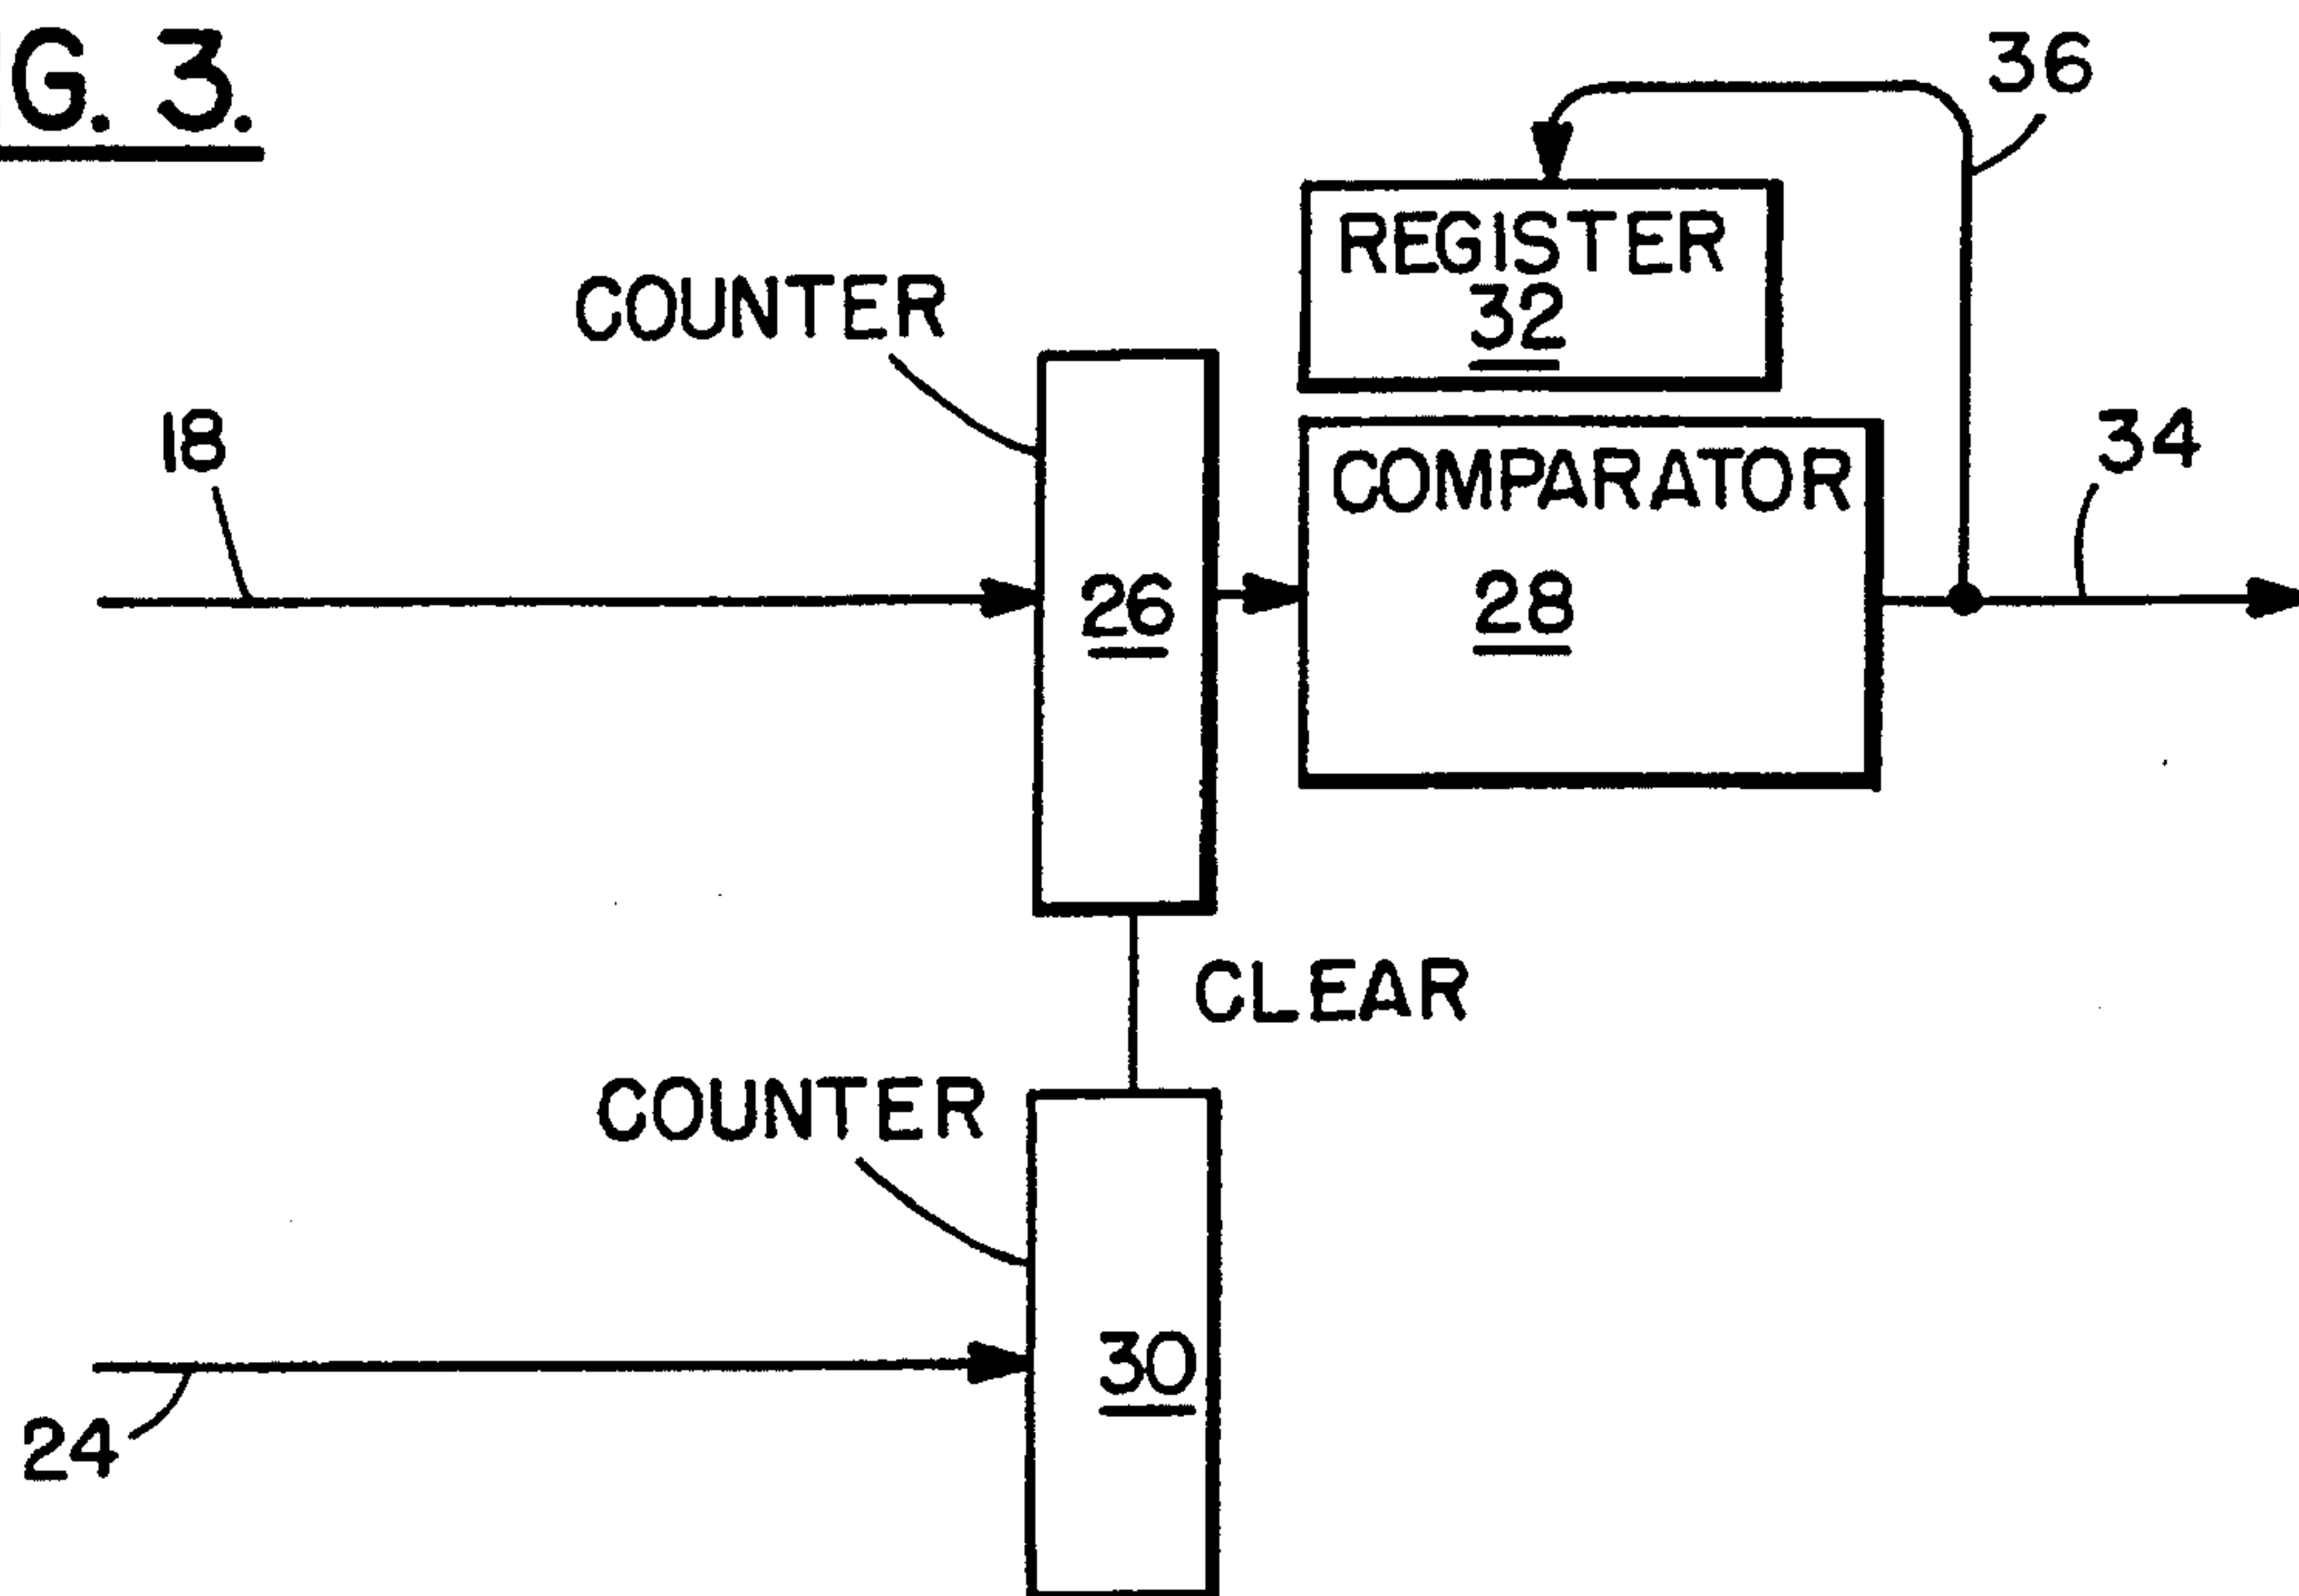 G. 3.
36
REGISTER
32
COUNTER
18
34
COMPARATOR
26
28
CLEAR
COUNTER
30
24